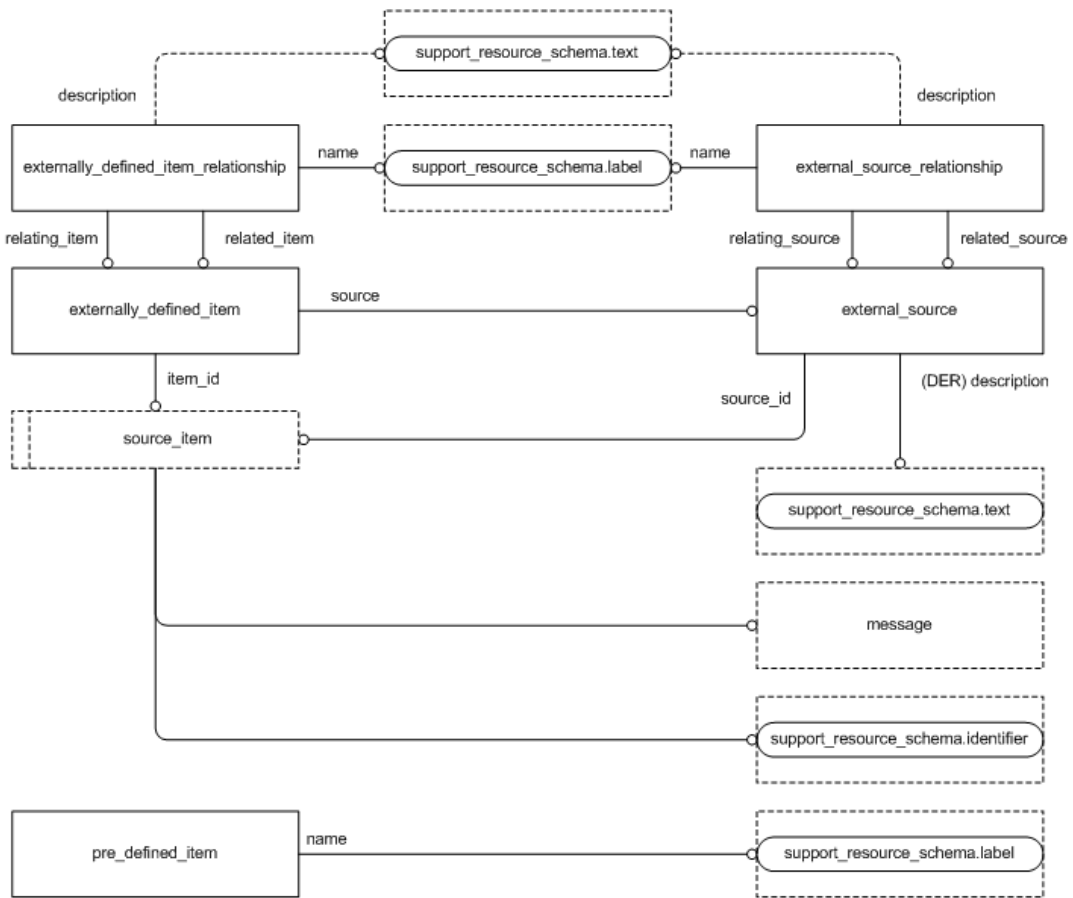 support_resource_schema.text
description
description
externally_defined_item_relationship
name
support_resource_schema.label
name
external_source_relationship
relating_item
related_item
relating_source
related_source
externally_defined_item
source
external_source
item_id
source_id
(DER) description
source_item
support_resource_schema.text
message
support_resource_schema.identifier
pre_defined_item
name
support_resource_schema.label